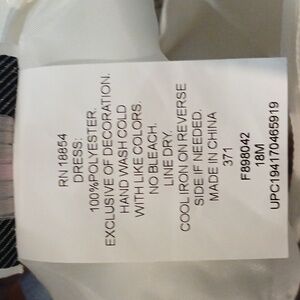 RN 18854
DRESS:
100%POLYESTER.
EXCLUSIVE OF DECORATION.
HAND WASH COLD
WITH LIKE COLORS.
NO BLEACH.
LINE DRY.
COOL IRON ON REVERSE
SIDE IF NEEDED.
MADE IN CHINA
371
F898042
18M
UPC194170465919